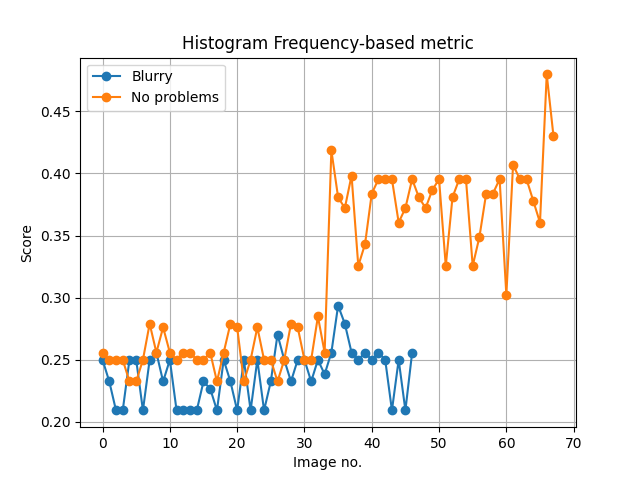 Histogram Frequency-based metric
Blurry
No problems
Score
0.45
0.40
0.35
0.30
0.25
0.20
0 10 20 30 40 50 60 70
Image no.